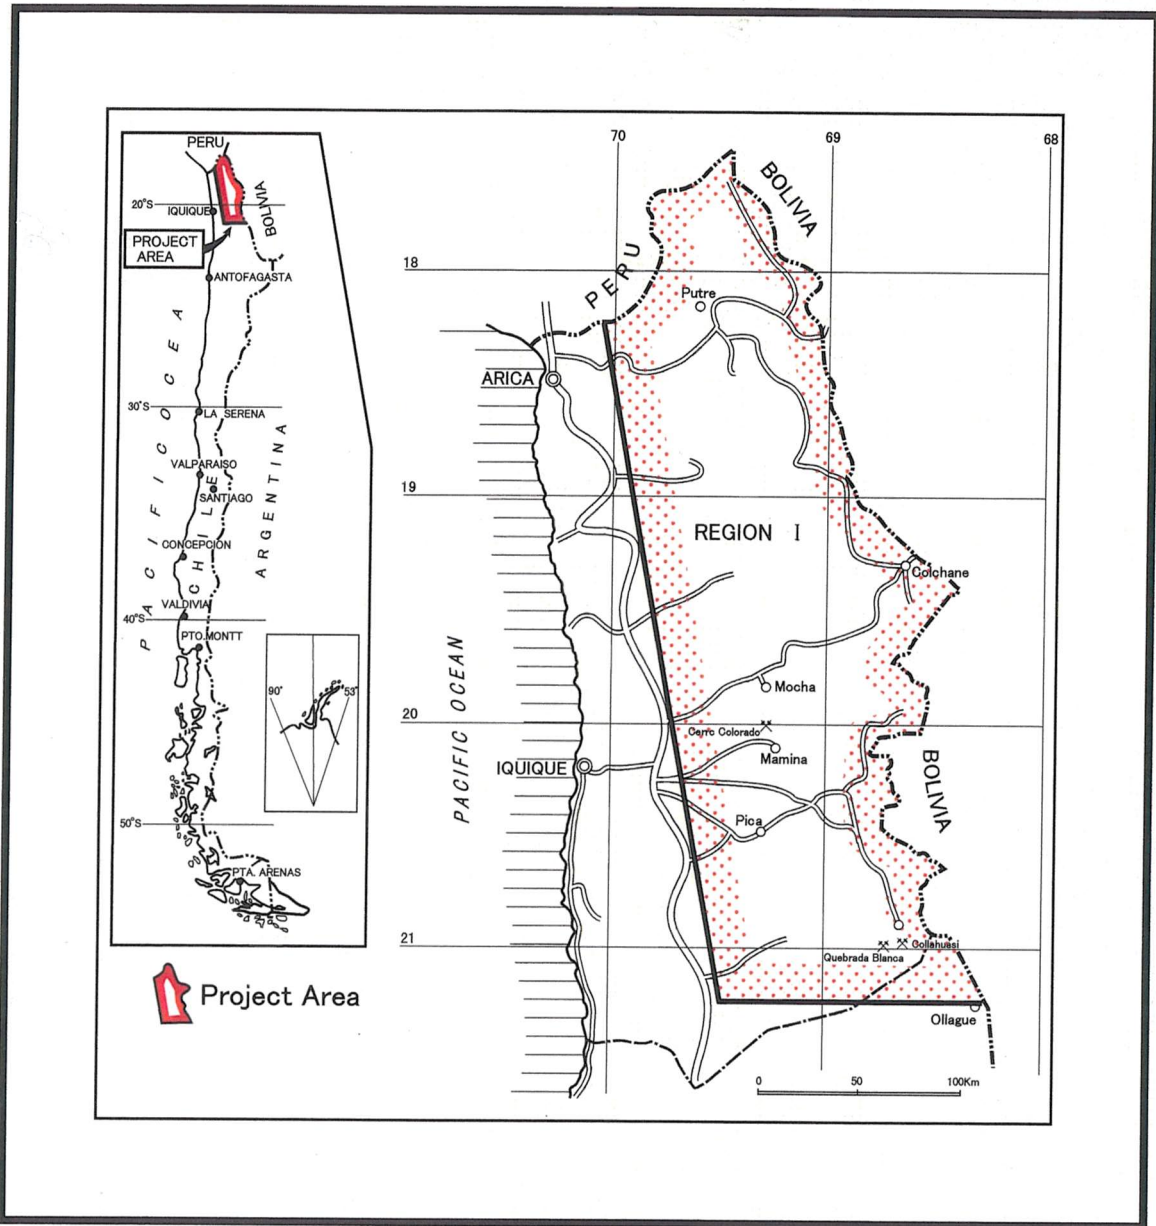 PERU
20°S
IQUIQUE
BOLIVIA
PROJECT
AREA
ANTOFAGASTA
PACIFIC OCEA
30°S
LA SERENA
VALPARAISO
SANTIAGO
CHILE
ARGENTINA
CONCEPCION
VALDIVIA
40°S
PTO.MONTT
90°
53°
50°S
PTA. ARENAS
Project Area
70
69
68
BOLIVIA
PERU
18
Putre
ARICA
19
REGION I
Colchane
PACIFIC OCEAN
Mocha
20
Cerro Colorado
Mamina
IQUIQUE
BOLIVIA
Pica
21
Collahuasi
Quebrada Blanca
Ollague
0
50
100Km